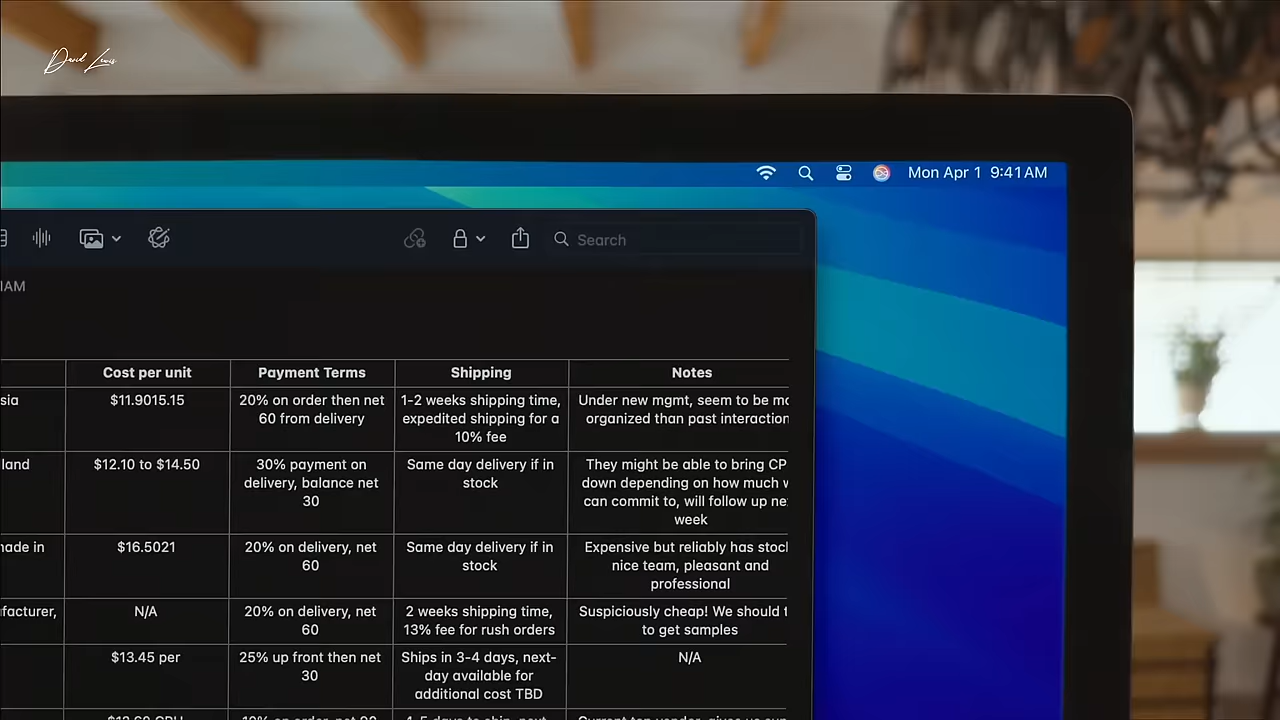 David Lewis
Mon Apr 1 9:41 AM
Search
Cost per unit
Payment Terms
Shipping
Notes
$11.9015.15
20% on order then net
60 from delivery
1-2 weeks shipping time,
expedited shipping for a
10% fee
Under new mgmt, seem to be
organized than past interaction
land
$12.10 to $14.50
30% payment on
delivery, balance net
30
Same day delivery if in
stock
They might be able to bring CP
down depending on how much
can commit to, will follow up
week
made in
$16.5021
20% on delivery, net
60
Same day delivery if in
stock
Expensive but reliably has stock
nice team, pleasant and
professional
facturer,
N/A
20% on delivery, net
60
2 weeks shipping time,
13% fee for rush orders
Suspiciously cheap! We should
to get samples
$13.45 per
25% up front then net
30
Ships in 3-4 days, next-
day available for
additional cost TBD
N/A